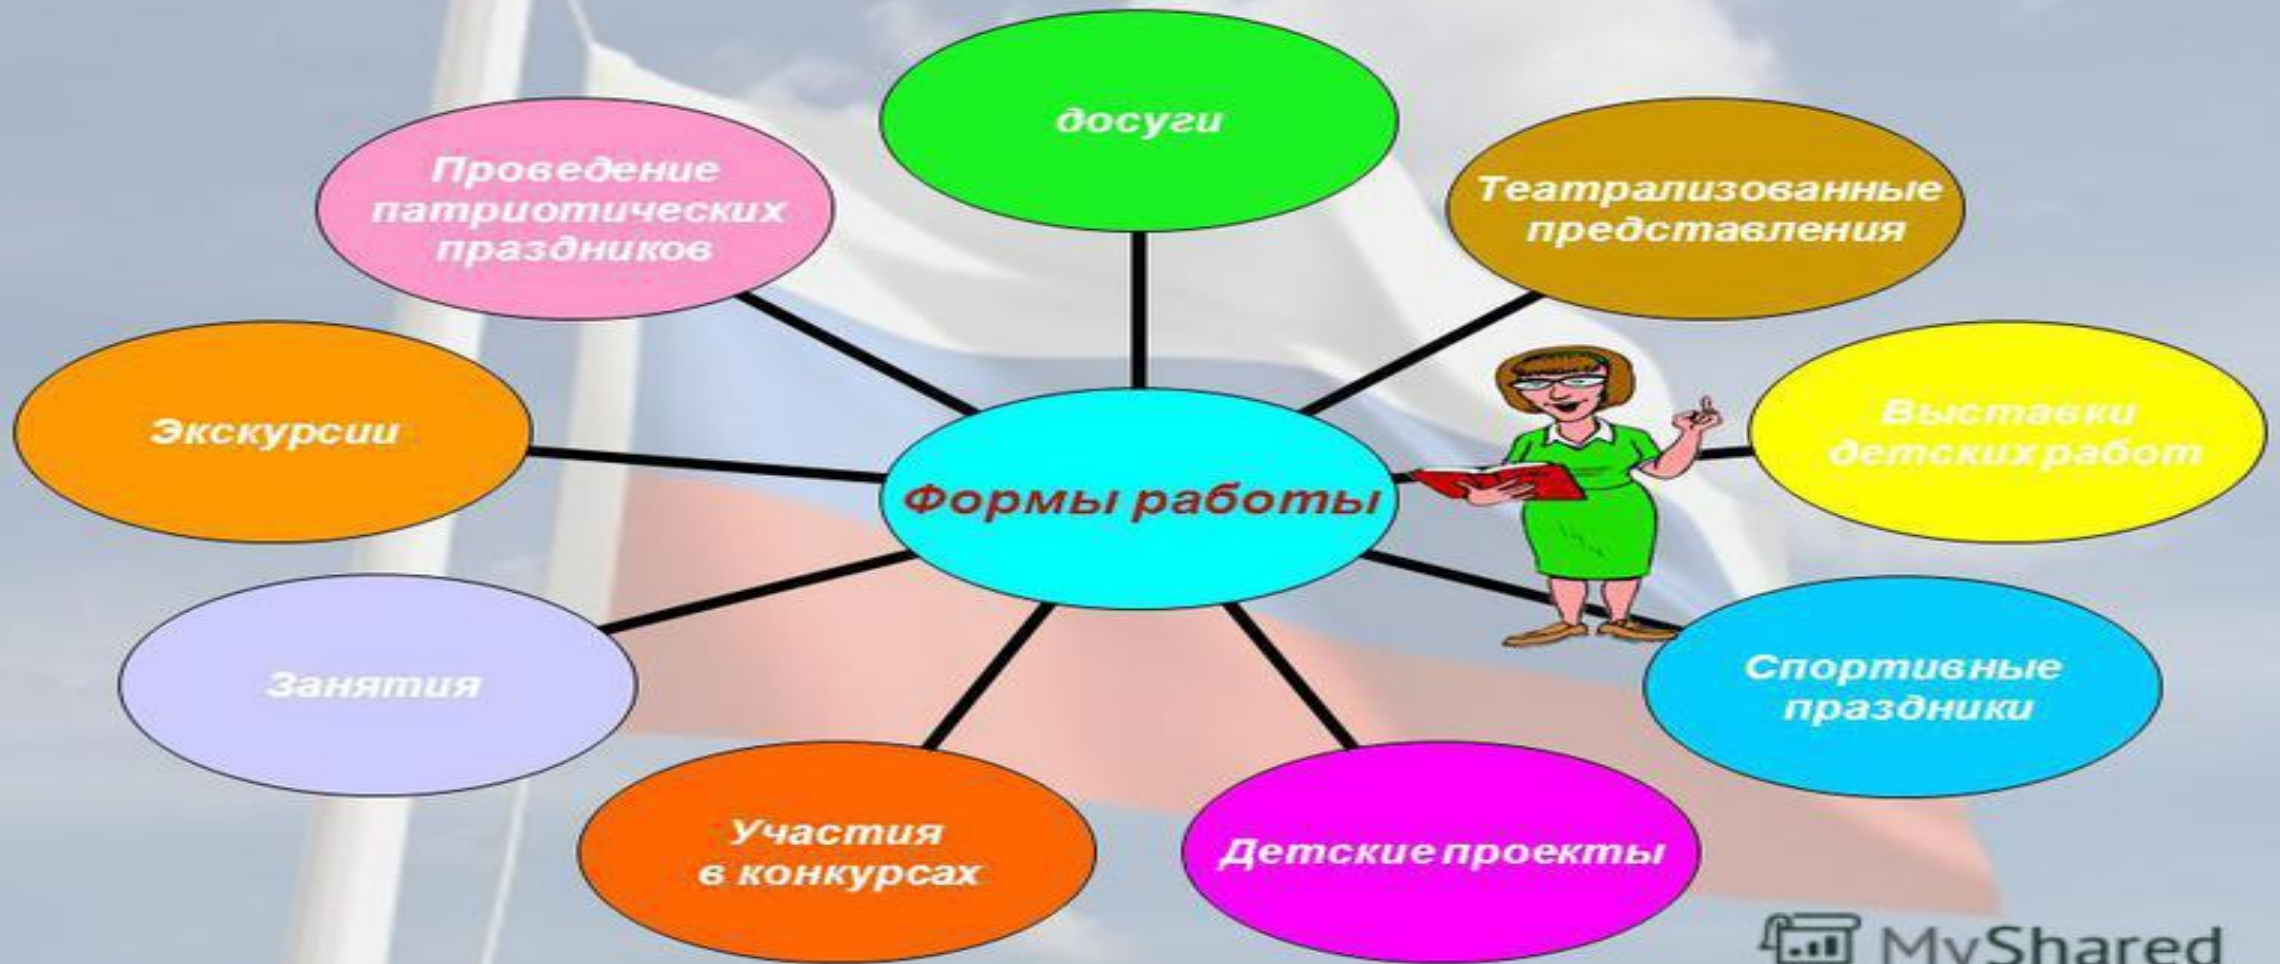 досуги
Проведение
патриотических
праздников
Театрализованные
представления
Экскурсии
Выставки
детских работ
Формы работы
Занятия
Спортивные
праздники
Участия
в конкурсах
Детские проекты
MyShared